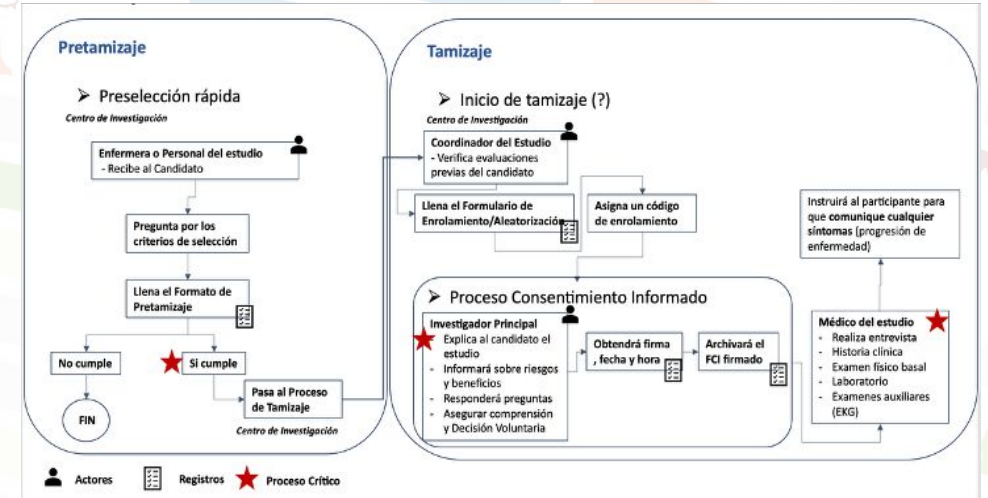 Pretamizaje
➢ Preselección rápida
Centro de Investigación
Enfermera o Personal del estudio
- Recibe al Candidato
Pregunta por los
criterios de selección
Llena el Formato de
Pretamizaje
No cumple
Si cumple
FIN
Pasa al Proceso
de Tamizaje
Centro de Investigación
Tamizaje
➢ Inicio de tamizaje (?)
Centro de Investigación
Coordinador del Estudio
- Verifica evaluaciones
previas del candidato
Llena el Formulario de
Enrolamiento/Aleatorización
Asigna un código
de enrolamiento
➢ Proceso Consentimiento Informado
Investigador Principal
- Explica al candidato el
estudio
- Informará sobre riesgos
y beneficios
- Responderá preguntas
- Asegurar comprensión
y Decisión Voluntaria
Obtendrá firma
, fecha y hora
Archivará el
FCI firmado
Médico del estudio
- Realiza entrevista
- Historia clínica
- Examen físico basal
- Laboratorio
- Examenes auxiliares
(EKG)
Instruirá al participante para
que comunique cualquier
síntomas (progresión de
enfermedad)
Actores
Registros
Proceso Crítico